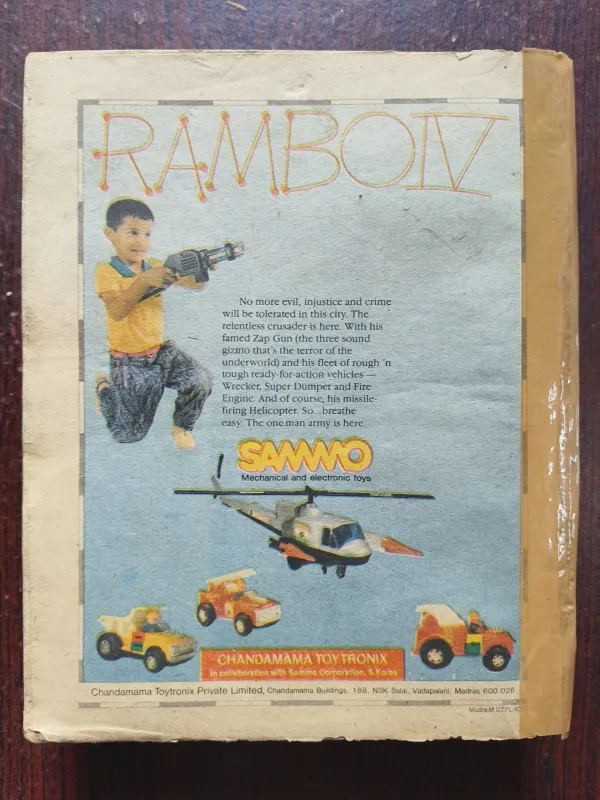 RAMBO IV
No more evil, injustice and crime
will be tolerated in this city. The
relentless crusader is here. With his
famed Zap Gun (the three sound
gizmo that's the terror of the
underworld) and his fleet of rough 'n
tough ready-for-action vehicles —
Wrecker, Super Dumper and Fire
Engine. And of course, his missile-
firing Helicopter. So...breathe
easy. The one man army is here.
SAMMO
Mechanical and electronic toys
CHANDAMAMA TOYTRONIX
In collaboration with Sammo Corporation, S.Korea
Chandamama Toytronix Private Limited, Chandamama Buildings, 188, NSK Salai, Vadapalani, Madras 600 026
Mudra:M:CTPL: